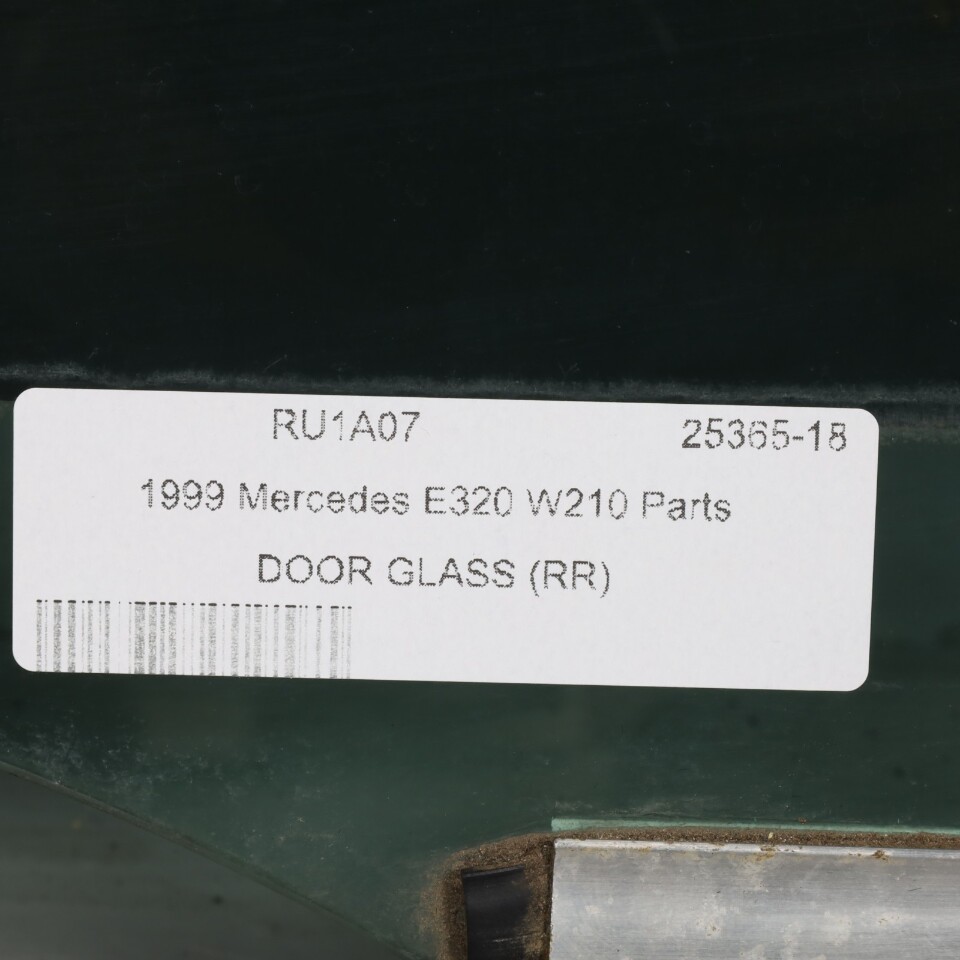 RU1A07 25365-18
1999 Mercedes E320 W210 Parts
DOOR GLASS (RR)